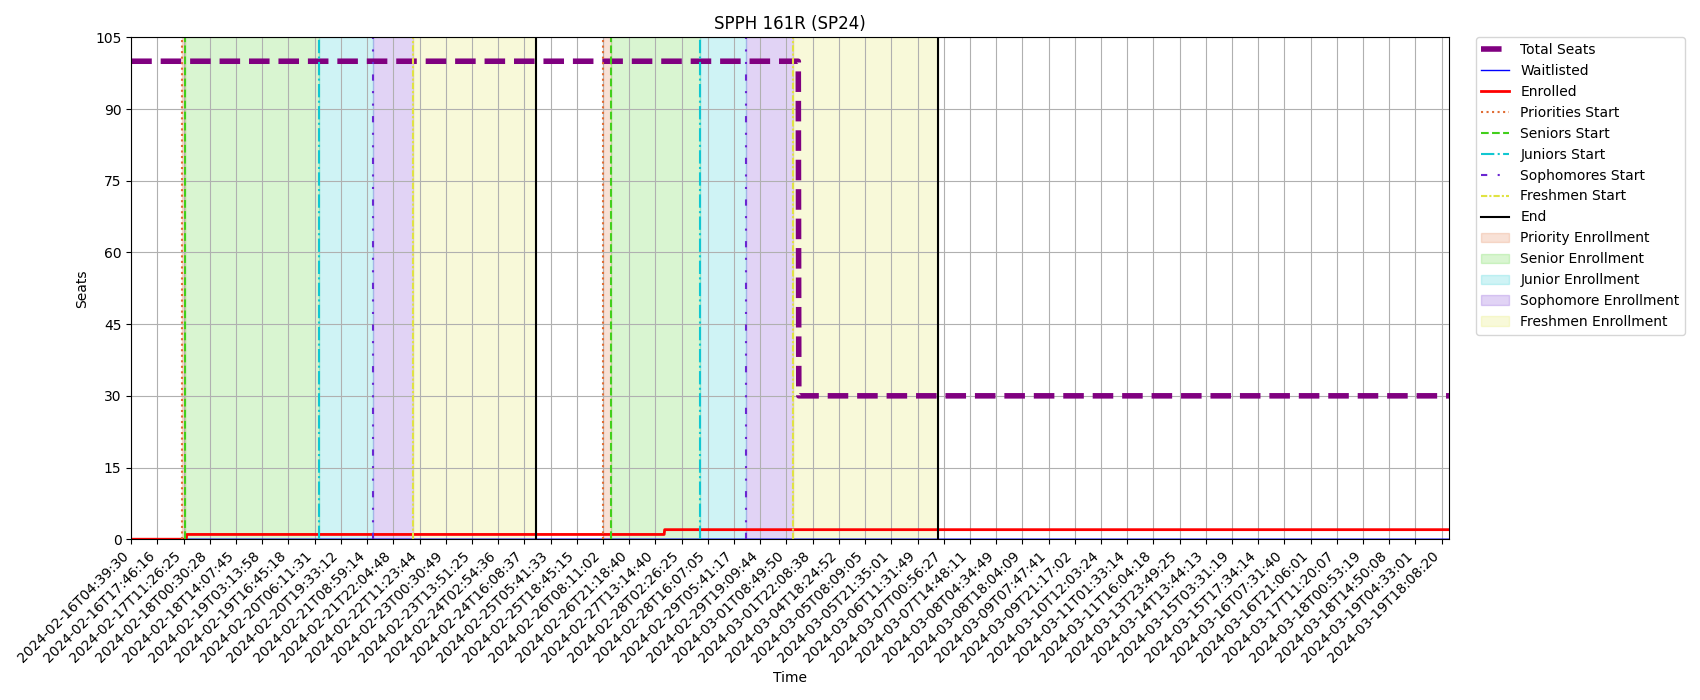 SPPH 161R (SP24)
105
90
75
60
45
30
15
0
Seats
2024-02-16T04:39:30
2024-02-16T17:46:16
2024-02-17T11:26:25
2024-02-18T00:30:28
2024-02-18T14:07:45
2024-02-19T03:13:58
2024-02-19T16:45:18
2024-02-20T06:11:31
2024-02-20T19:33:12
2024-02-21T08:59:14
2024-02-21T22:04:48
2024-02-22T11:23:44
2024-02-23T00:30:49
2024-02-23T13:51:25
2024-02-24T02:54:36
2024-02-24T16:08:37
2024-02-25T05:41:33
2024-02-25T18:45:15
2024-02-26T08:11:02
2024-02-26T21:18:40
2024-02-27T13:14:40
2024-02-28T02:26:25
2024-02-28T16:07:05
2024-02-29T05:41:17
2024-02-29T19:09:44
2024-03-01T08:49:50
2024-03-01T22:08:38
2024-03-04T18:24:52
2024-03-05T08:09:05
2024-03-05T21:35:01
2024-03-06T11:31:49
2024-03-07T00:56:27
2024-03-07T14:48:11
2024-03-08T04:34:49
2024-03-08T18:04:09
2024-03-09T07:47:41
2024-03-09T21:17:02
2024-03-10T12:03:24
2024-03-11T01:33:14
2024-03-11T16:04:18
2024-03-13T23:49:25
2024-03-14T13:44:13
2024-03-15T03:31:19
2024-03-15T17:34:14
2024-03-16T07:31:40
2024-03-16T21:06:01
2024-03-17T11:20:07
2024-03-18T00:53:19
2024-03-18T14:50:08
2024-03-19T04:33:01
2024-03-19T18:08:20
Time
Total Seats
Waitlisted
Enrolled
Priorities Start
Seniors Start
Juniors Start
Sophomores Start
Freshmen Start
End
Priority Enrollment
Senior Enrollment
Junior Enrollment
Sophomore Enrollment
Freshmen Enrollment